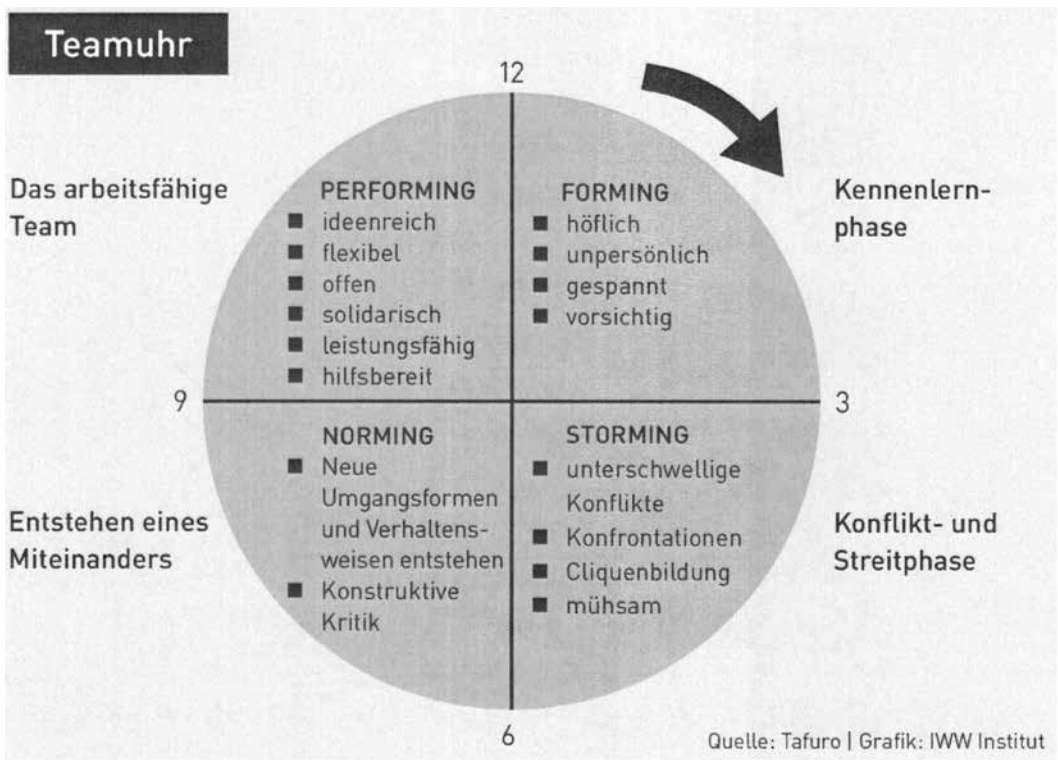 Teamuhr
12
Das arbeitsfähige
Team
PERFORMING
ideenreich
flexibel
offen
solidarisch
leistungsfähig
hilfsbereit
FORMING
höflich
unpersönlich
gespannt
vorsichtig
Kennenlern-
phase
9
3
Entstehen eines
Miteinanders
NORMING
Neue
Umgangsformen
und Verhaltens-
weisen entstehen
Konstruktive
Kritik
STORMING
unterschwellige
Konflikte
Konfrontationen
Cliquenbildung
mühsam
Konflikt- und
Streitphase
6
Quelle: Tafuro | Grafik: IWW Institut